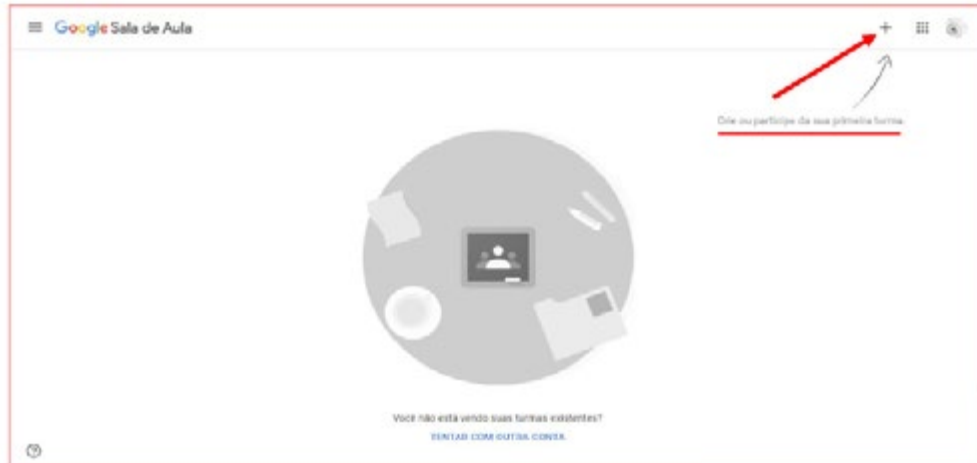 Google Sala de Aula
Crie ou participe da sua primeira turma.
Você não está vendo suas turmas existentes?
TENTAR COM OUTRA CONTA